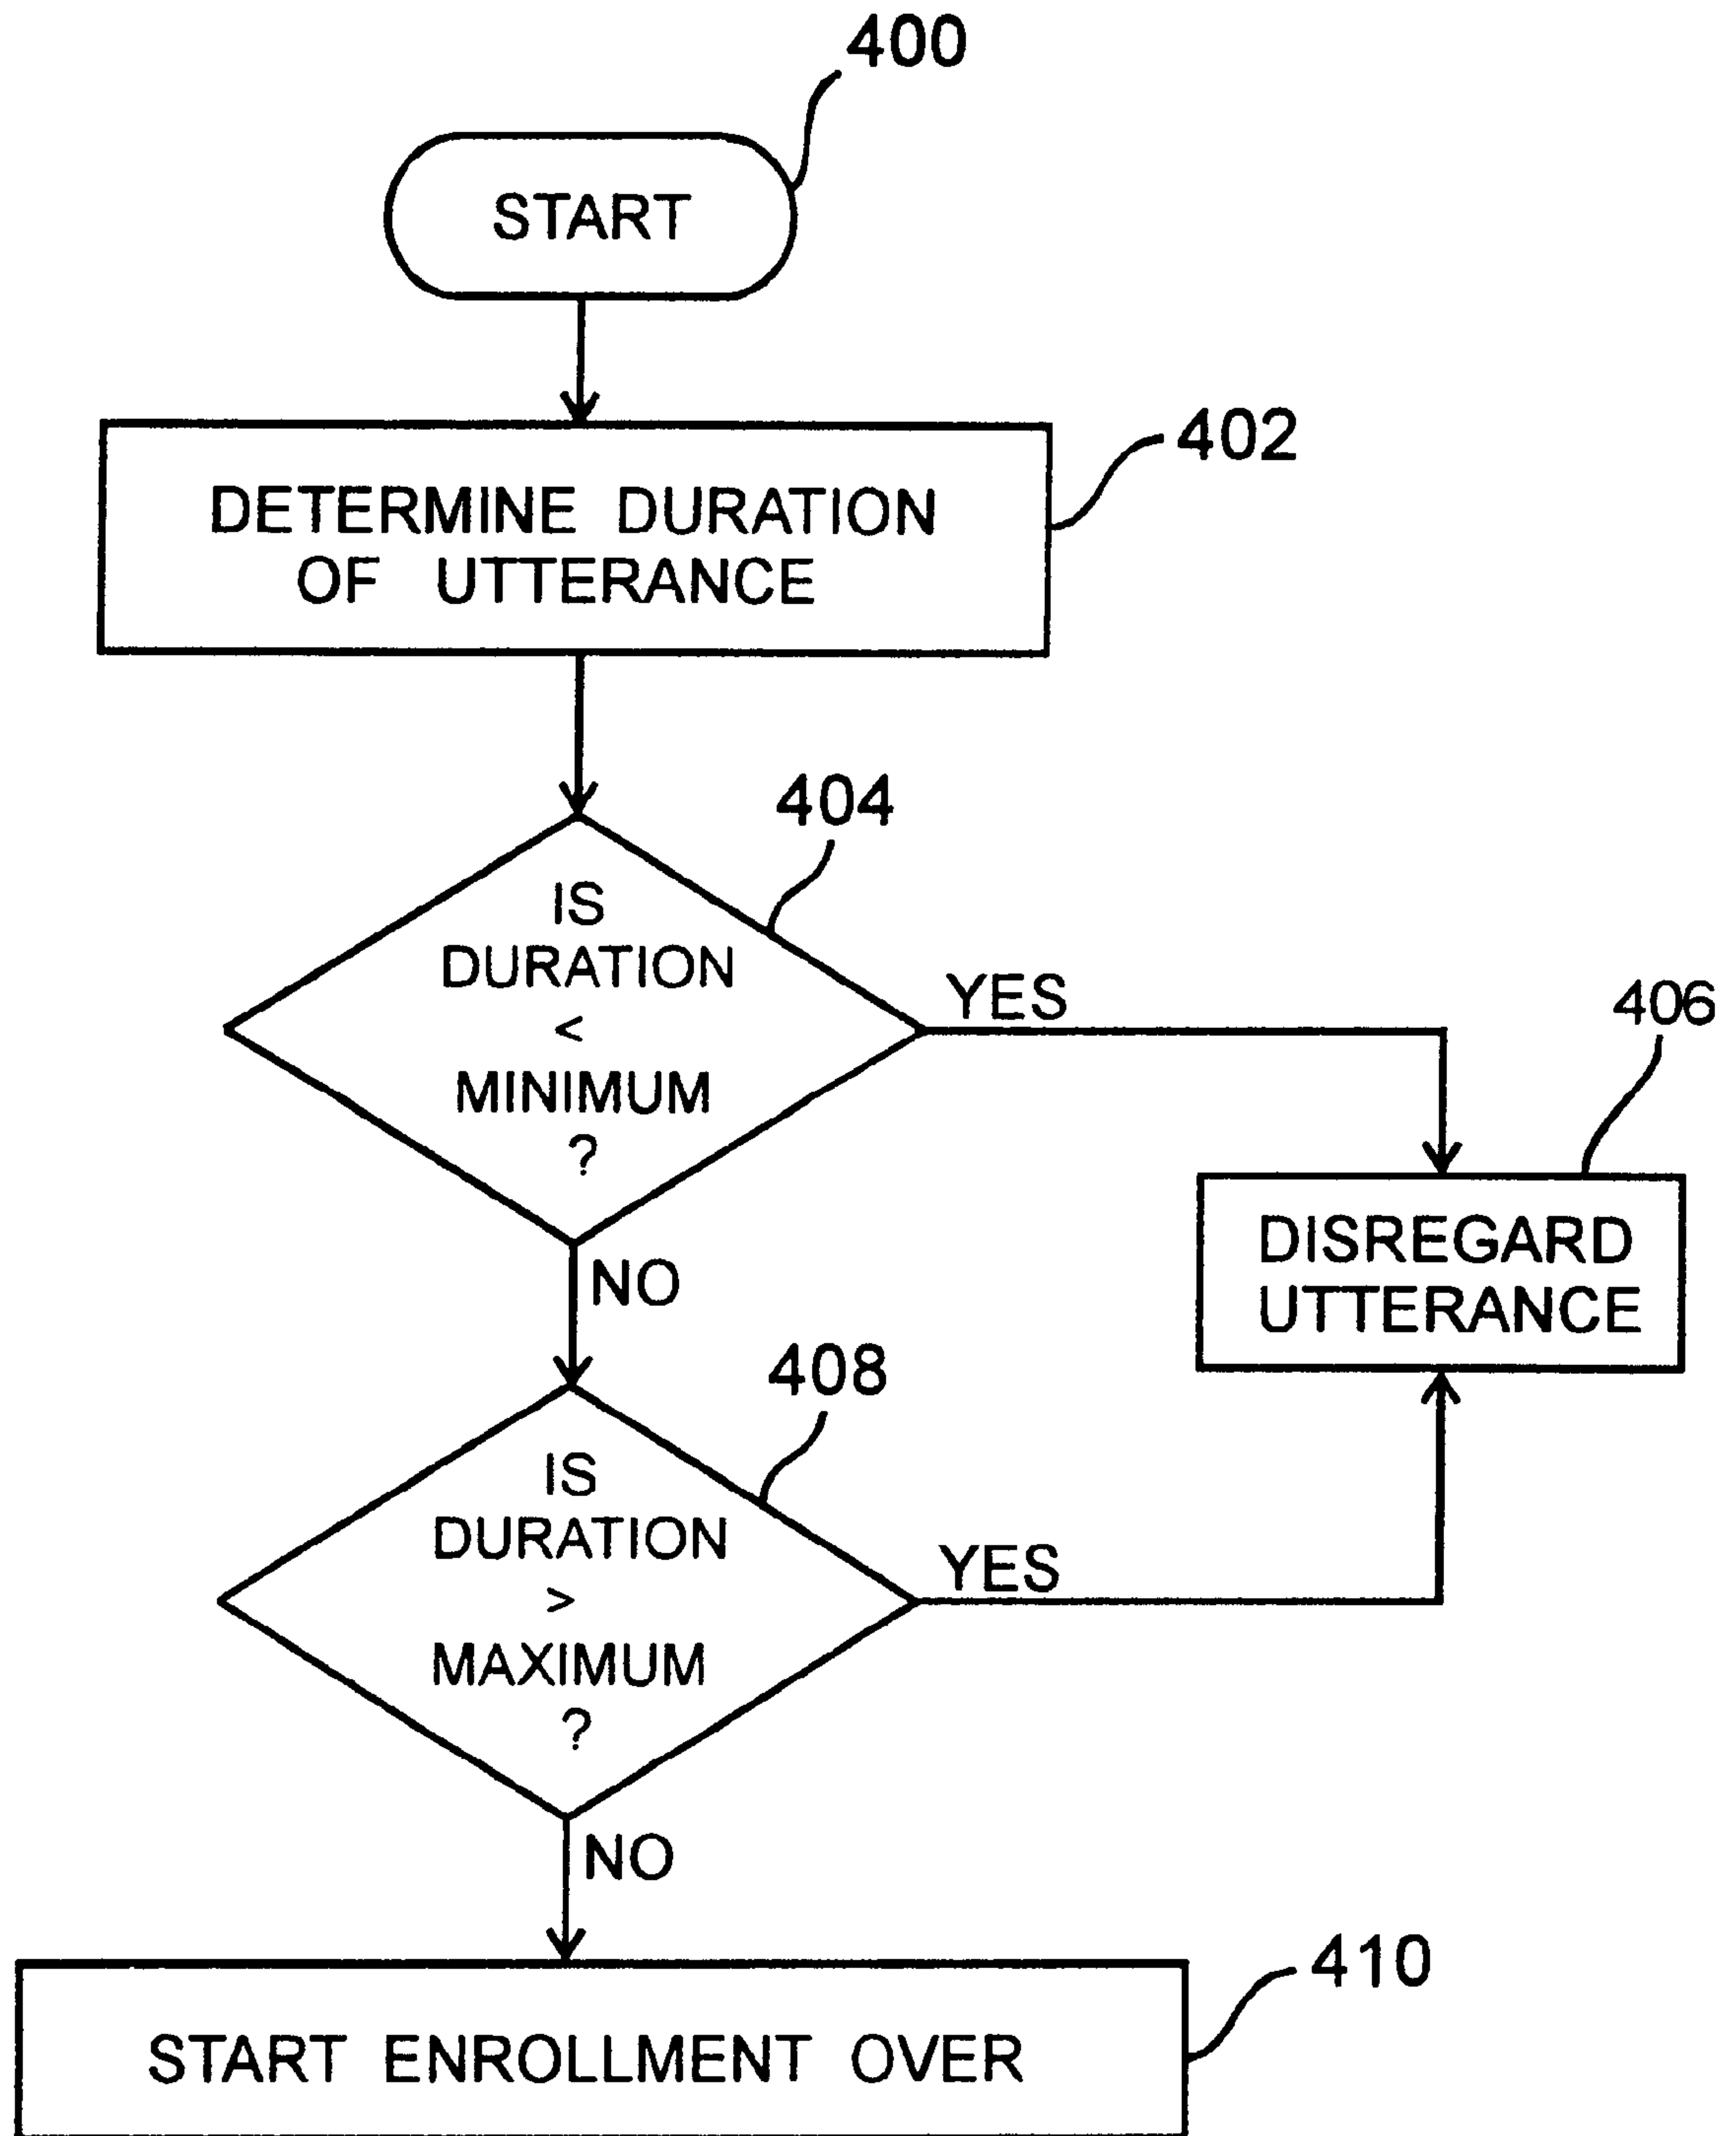 400
START
402
DETERMINE DURATION
OF UTTERANCE
404
IS
DURATION
<
MINIMUM
?
YES
406
DISREGARD
UTTERANCE
NO
408
IS
DURATION
>
MAXIMUM
?
YES
NO
410
START ENROLLMENT OVER